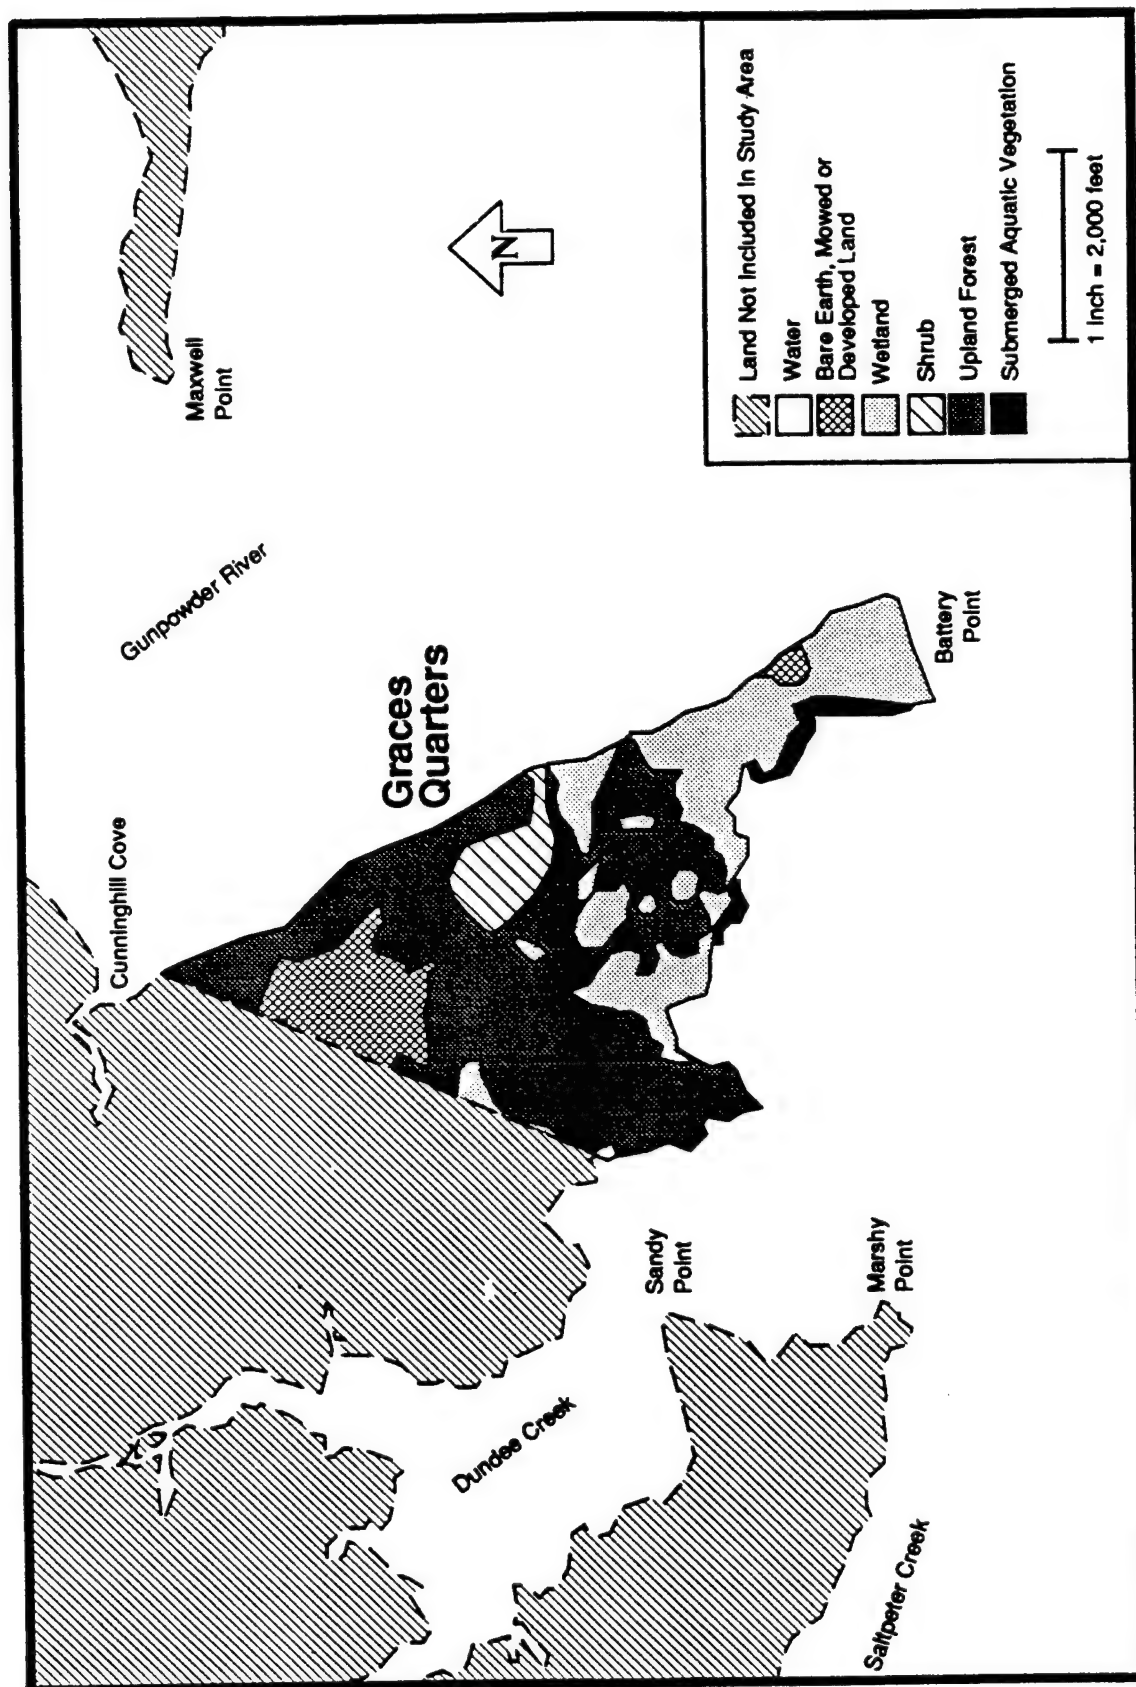 Maxwell
Point
Gunpowder River
Cunninghill Cove
Graces
Quarters
N
Battery
Point
Sandy
Point
Marshy
Point
Dundee Creek
Saltpeter Creek
Land Not Included In Study Area
Water
Bare Earth, Mowed or
Developed Land
Wetland
Shrub
Upland Forest
Submerged Aquatic Vegetation
1 Inch = 2,000 feet